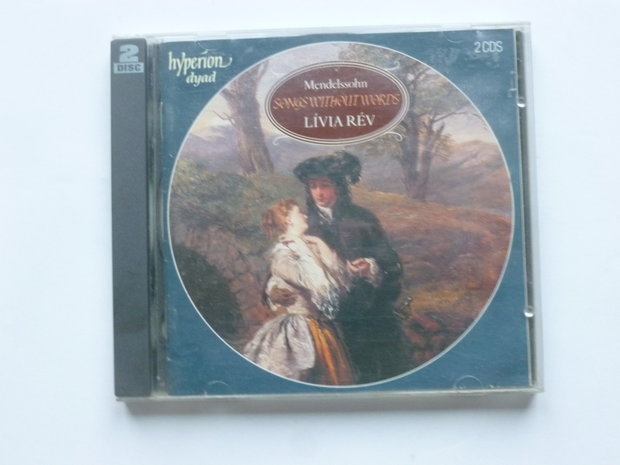 2
DISC
hyperion
dyad
2 CDS
Mendelssohn
SONGS WITHOUT WORDS
LÍVIA RÉV